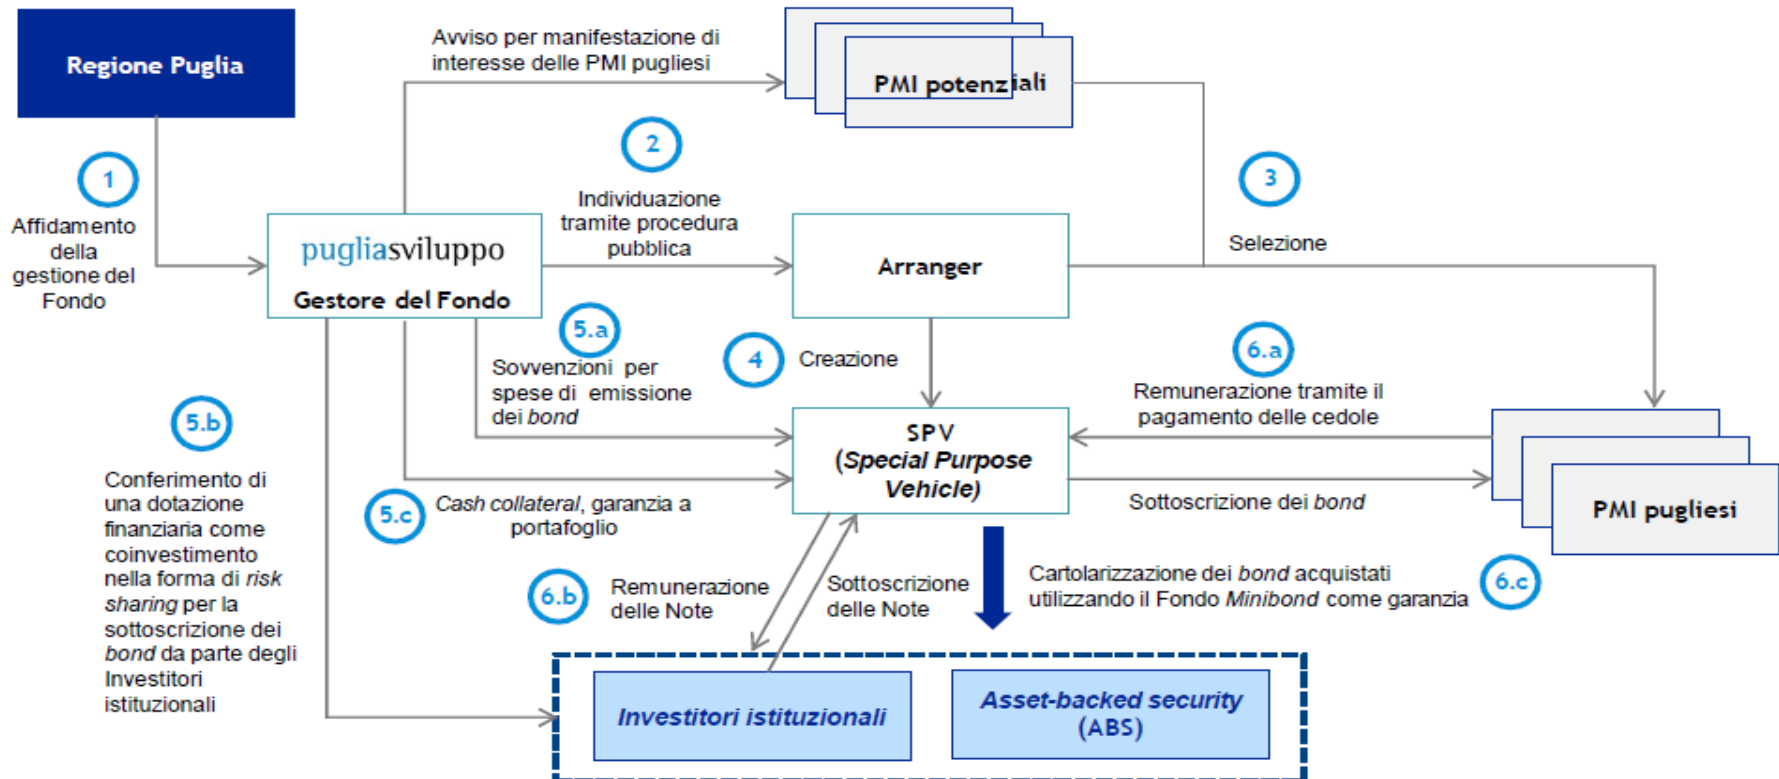 Regione Puglia
Avviso per manifestazione di
interesse delle PMI pugliesi
PMI potenziali
1
Affidamento
della
gestione del
Fondo
2
Individuazione
tramite procedura
pubblica
3
Selezione
pugliasviluppo
Gestore del Fondo
Arranger
5.a
Sovvenzioni per
spese di emissione
dei bond
4
Creazione
6.a
Remunerazione tramite il
pagamento delle cedole
5.b
Conferimento di
una dotazione
finanziaria come
coinvestimento
nella forma di risk
sharing per la
sottoscrizione dei
bond da parte degli
Investitori
istituzionali
SPV
(Special Purpose
Vehicle)
5.c
Cash collateral, garanzia a
portafoglio
Sottoscrizione dei bond
PMI pugliesi
6.b
Remunerazione
delle Note
Sottoscrizione
delle Note
Cartolarizzazione dei bond acquistati
utilizzando il Fondo Minibond come garanzia
6.c
Investitori istituzionali
Asset-backed security
(ABS)